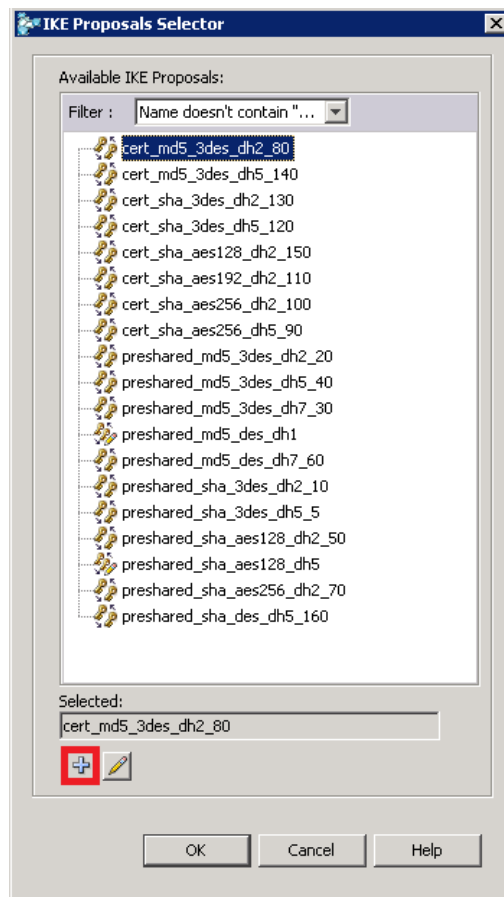 IKE Proposals Selector
Available IKE Proposals:
Filter : Name doesn't contain "...
cert_md5_3des_dh2_80
cert_md5_3des_dh5_140
cert_sha_3des_dh2_130
cert_sha_3des_dh5_120
cert_sha_aes128_dh2_150
cert_sha_aes192_dh2_110
cert_sha_aes256_dh2_100
cert_sha_aes256_dh5_90
preshared_md5_3des_dh2_20
preshared_md5_3des_dh5_40
preshared_md5_3des_dh7_30
preshared_md5_des_dh1
preshared_md5_des_dh7_60
preshared_sha_3des_dh2_10
preshared_sha_3des_dh5_5
preshared_sha_aes128_dh2_50
preshared_sha_aes128_dh5
preshared_sha_aes256_dh2_70
preshared_sha_des_dh5_160
Selected:
cert_md5_3des_dh2_80
OK Cancel Help